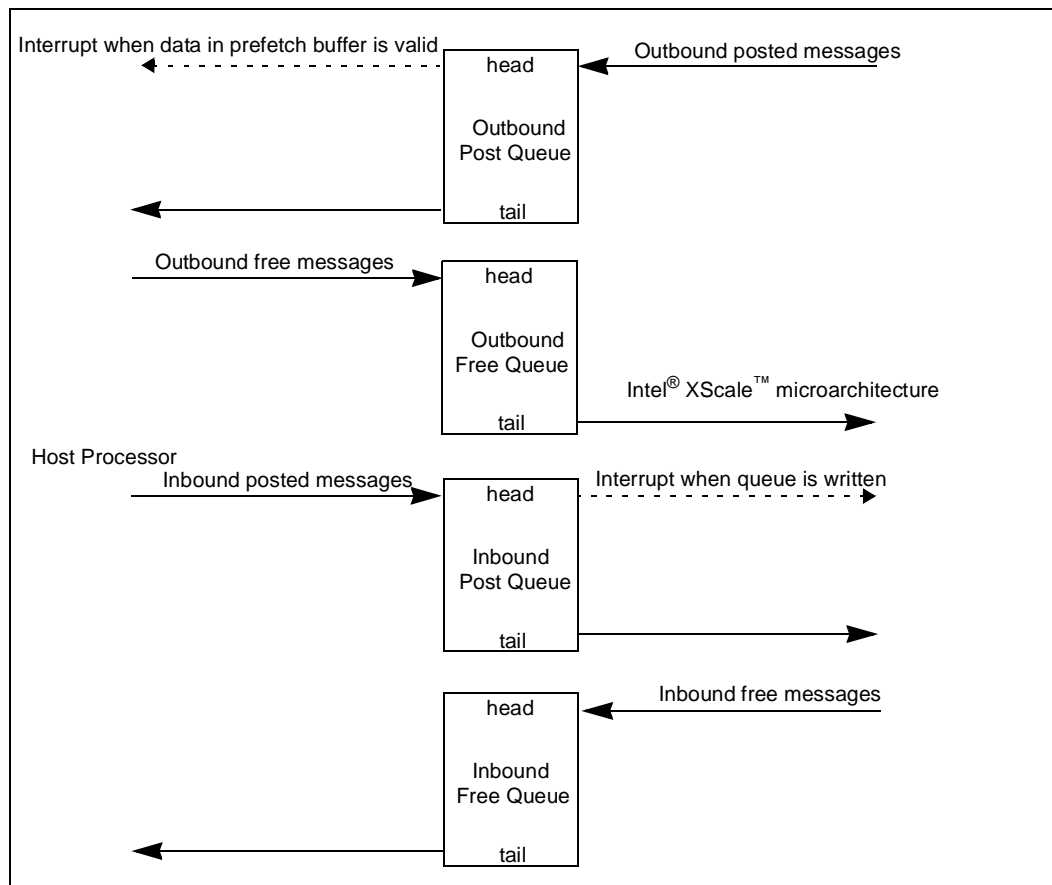 Interrupt when data in prefetch buffer is valid
head
Outbound posted messages
Outbound
Post Queue
tail
Outbound free messages
head
Outbound
Free Queue
Intel® XScale™ microarchitecture
tail
Host Processor
Inbound posted messages
head
Interrupt when queue is written
Inbound
Post Queue
tail
head
Inbound free messages
Inbound
Free Queue
tail